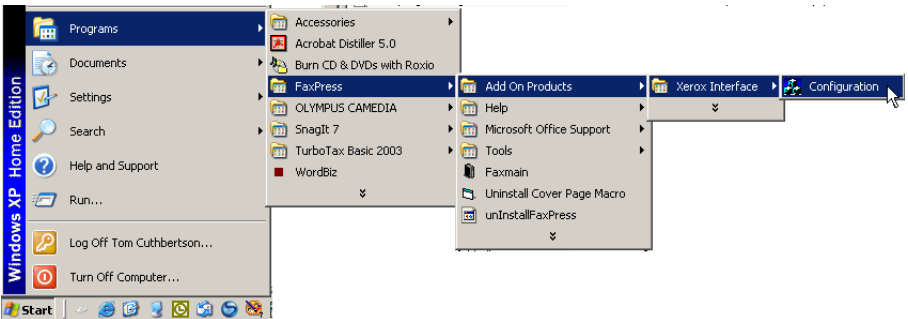 Windows XP Home Edition
Programs
Documents
Settings
Search
Help and Support
Run...
Log Off Tom Cuthbertson...
Turn Off Computer...
Start
Accessories
Acrobat Distiller 5.0
Burn CD & DVDs with Roxio
FaxPress
OLYMPUS CAMEDIA
SnagIt 7
TurboTax Basic 2003
WordBiz
Add On Products
Help
Microsoft Office Support
Tools
Faxmain
Uninstall Cover Page Macro
unInstallFaxPress
Xerox Interface
Configuration